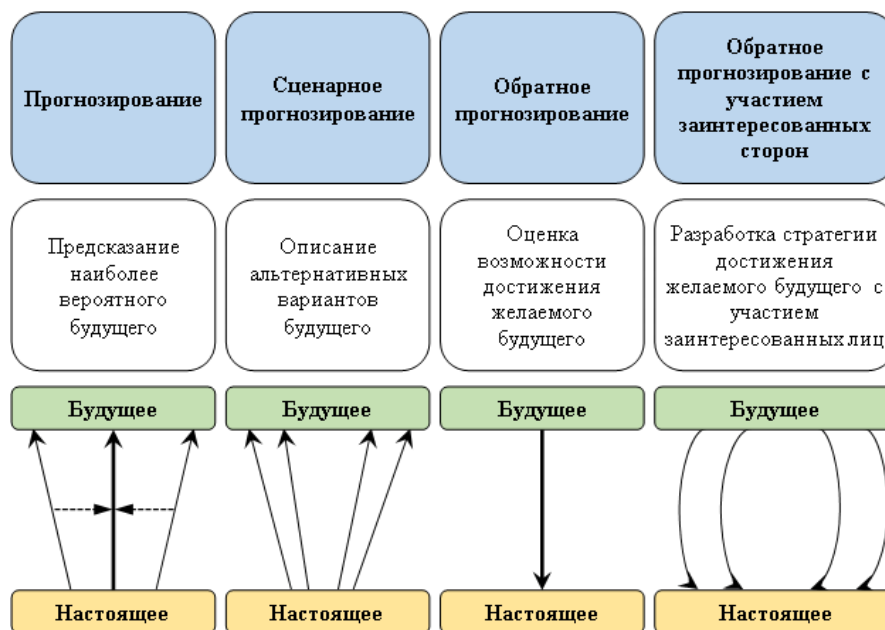 Прогнозирование
Сценарное
прогнозирование
Обратное
прогнозирование
Обратное
прогнозирование с
участием
заинтересованных
сторон
Предсказание
наиболее
вероятного
будущего
Описание
альтернативных
вариантов
будущего
Оценка
возможности
достижения
желаемого
будущего
Разработка стратегии
достижения
желаемого будущего с
участием
заинтересованных лиц
Будущее
Будущее
Будущее
Будущее
Настоящее
Настоящее
Настоящее
Настоящее